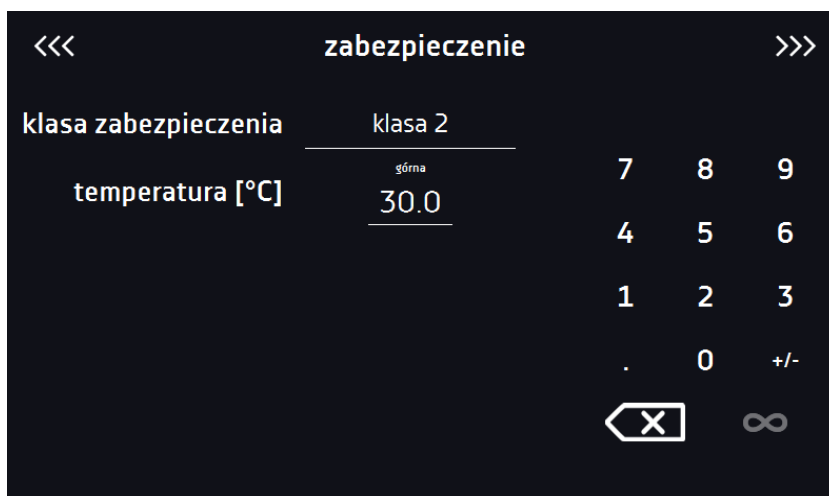 <<< zabezpieczenie >>>
klasa zabezpieczenia klasa 2
górna
temperatura [°C] 30.0
7 8 9
4 5 6
1 2 3
. 0 +/-
X ∞